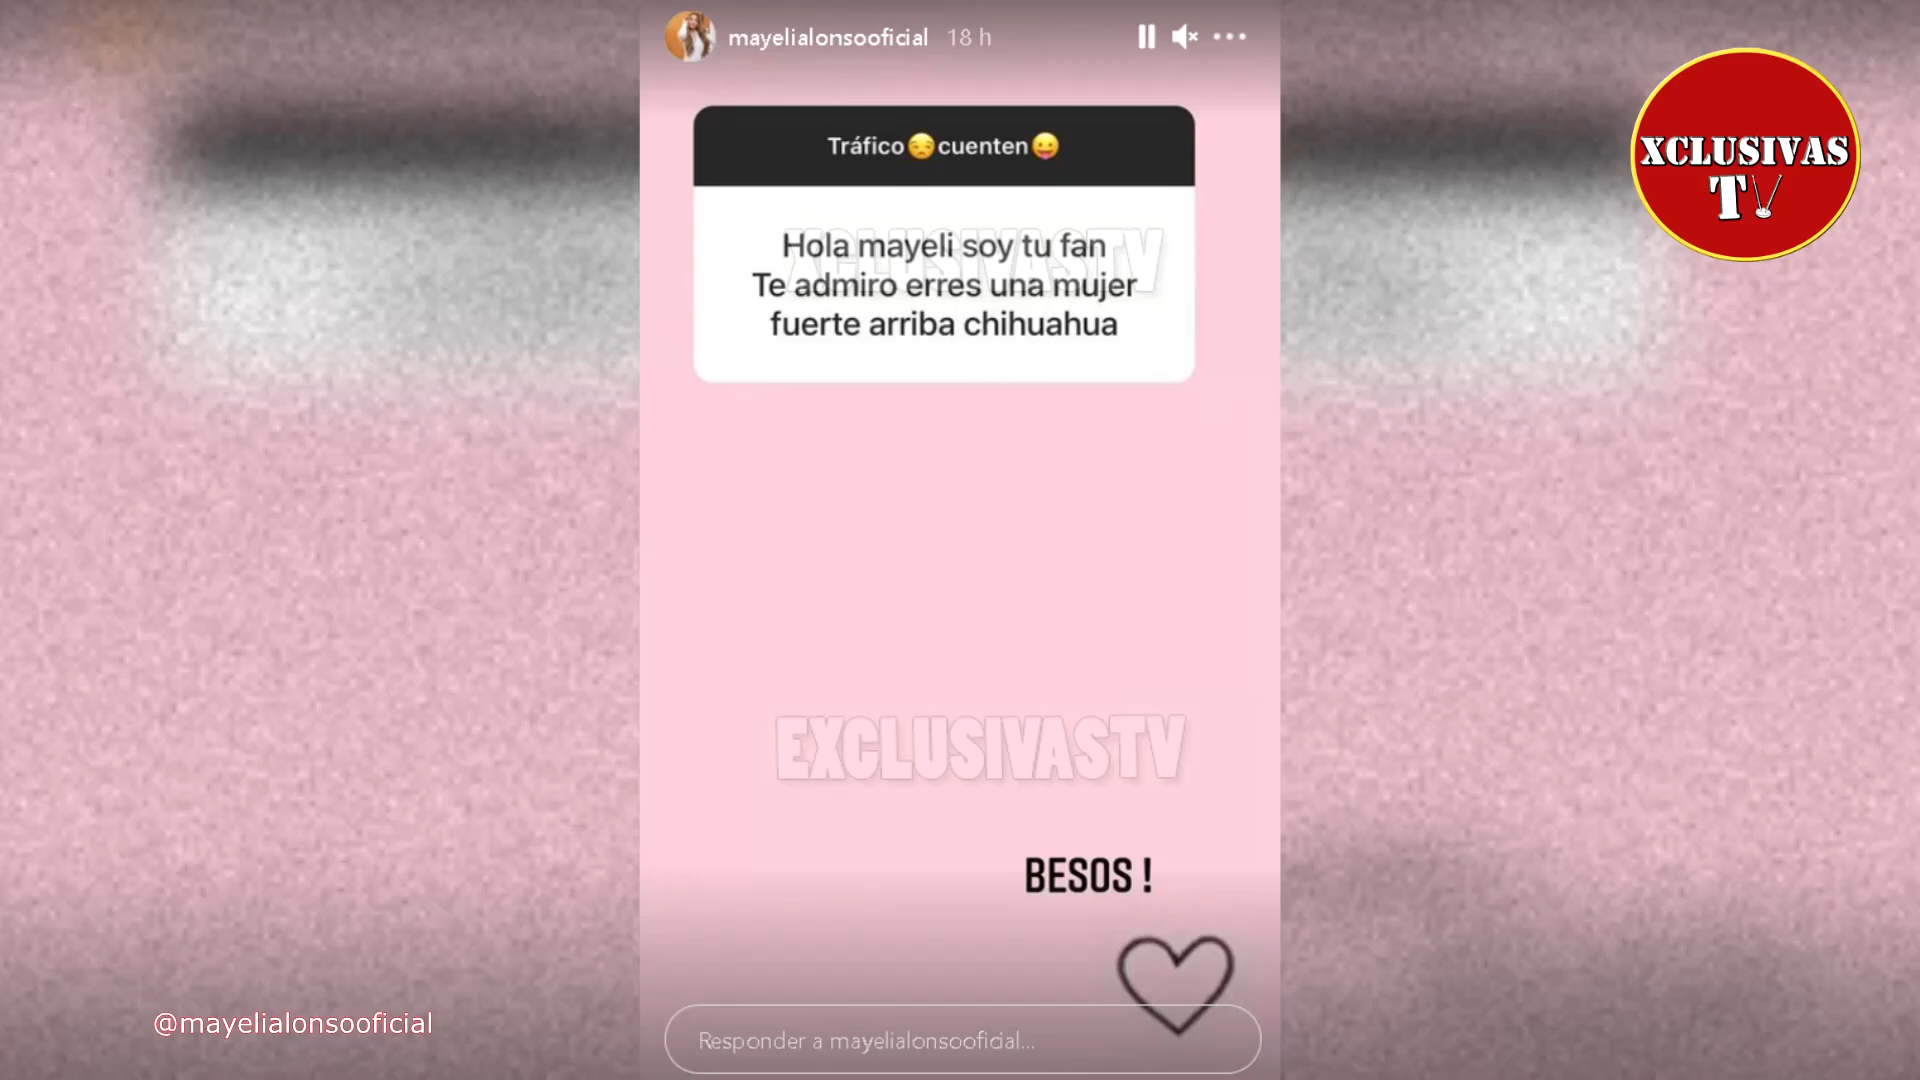 mayelialonsooficial 18 h
XCLUSIVAS
TV
Tráfico😒cuenten😛
Hola mayeli soy tu fan
Te admiro erres una mujer
fuerte arriba chihuahua
XCLUSIVASTV
EXCLUSIVASTV
BESOS !
@mayelialonsooficial
Responder a mayelialonsooficial...